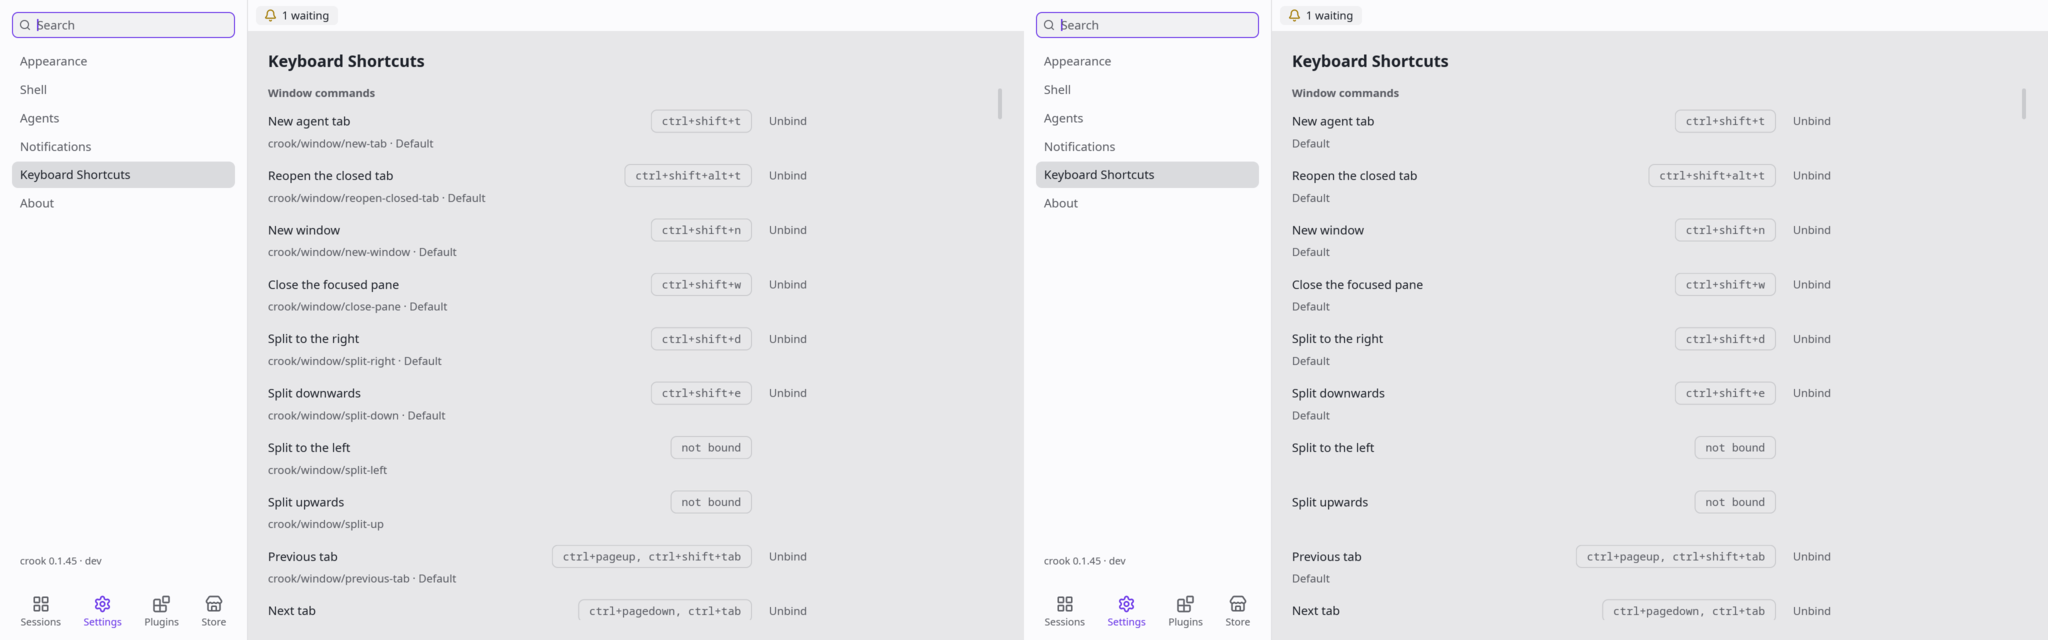 Search
Appearance
Shell
Agents
Notifications
Keyboard Shortcuts
About
crook 0.1.45 · dev
Sessions
Settings
Plugins
Store
1 waiting
Keyboard Shortcuts
Window commands
New agent tab
ctrl+shift+t
Unbind
crook/window/new-tab · Default
Reopen the closed tab
ctrl+shift+alt+t
Unbind
crook/window/reopen-closed-tab · Default
New window
ctrl+shift+n
Unbind
crook/window/new-window · Default
Close the focused pane
ctrl+shift+w
Unbind
crook/window/close-pane · Default
Split to the right
ctrl+shift+d
Unbind
crook/window/split-right · Default
Split downwards
ctrl+shift+e
Unbind
crook/window/split-down · Default
Split to the left
not bound
crook/window/split-left
Split upwards
not bound
crook/window/split-up
Previous tab
ctrl+pageup, ctrl+shift+tab
Unbind
crook/window/previous-tab · Default
Next tab
ctrl+pagedown, ctrl+tab
Unbind
Search
Appearance
Shell
Agents
Notifications
Keyboard Shortcuts
About
crook 0.1.45 · dev
Sessions
Settings
Plugins
Store
1 waiting
Keyboard Shortcuts
Window commands
New agent tab
ctrl+shift+t
Unbind
Default
Reopen the closed tab
ctrl+shift+alt+t
Unbind
Default
New window
ctrl+shift+n
Unbind
Default
Close the focused pane
ctrl+shift+w
Unbind
Default
Split to the right
ctrl+shift+d
Unbind
Default
Split downwards
ctrl+shift+e
Unbind
Default
Split to the left
not bound
Split upwards
not bound
Previous tab
ctrl+pageup, ctrl+shift+tab
Unbind
Default
Next tab
ctrl+pagedown, ctrl+tab
Unbind